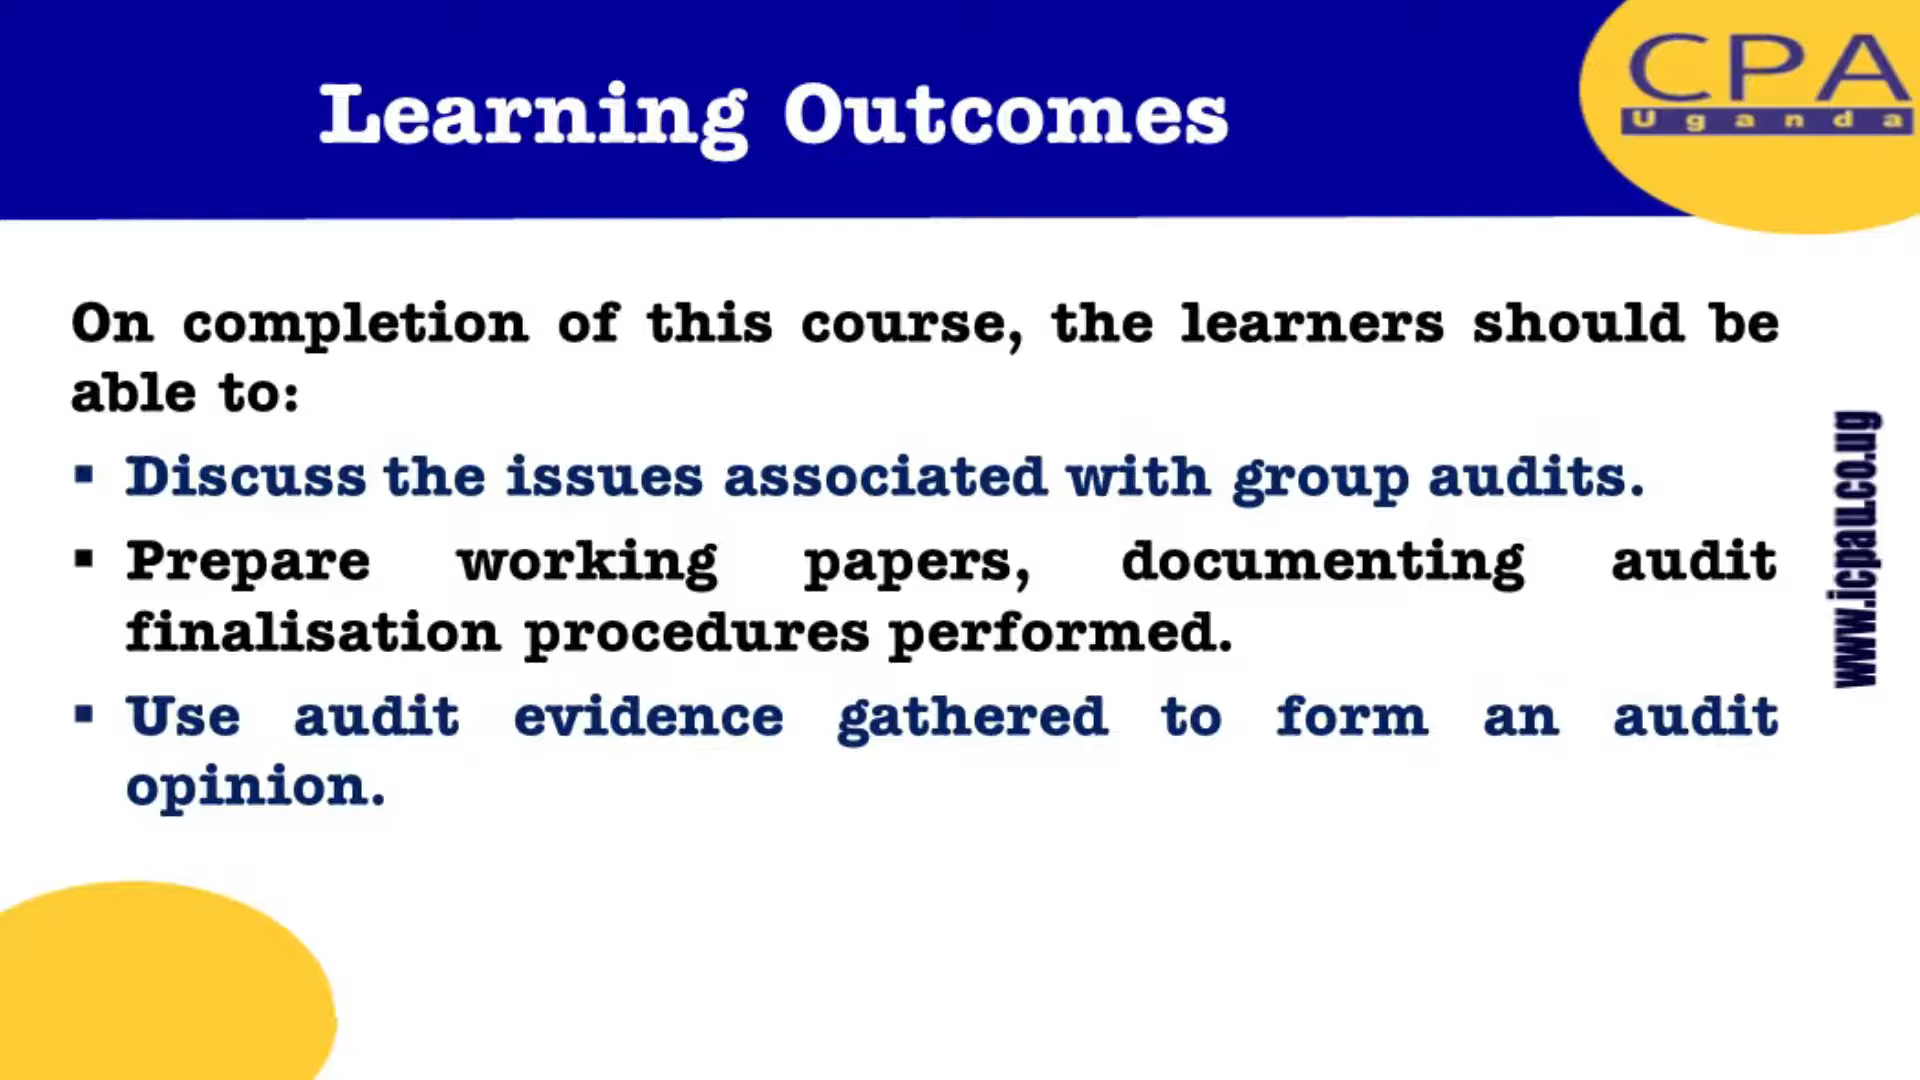 Learning Outcomes
CPA
Uganda
On completion of this course, the learners should be
able to:
▪ Discuss the issues associated with group audits.
▪ Prepare working papers, documenting audit
finalisation procedures performed.
▪ Use audit evidence gathered to form an audit
opinion.
www.icpau.co.ug